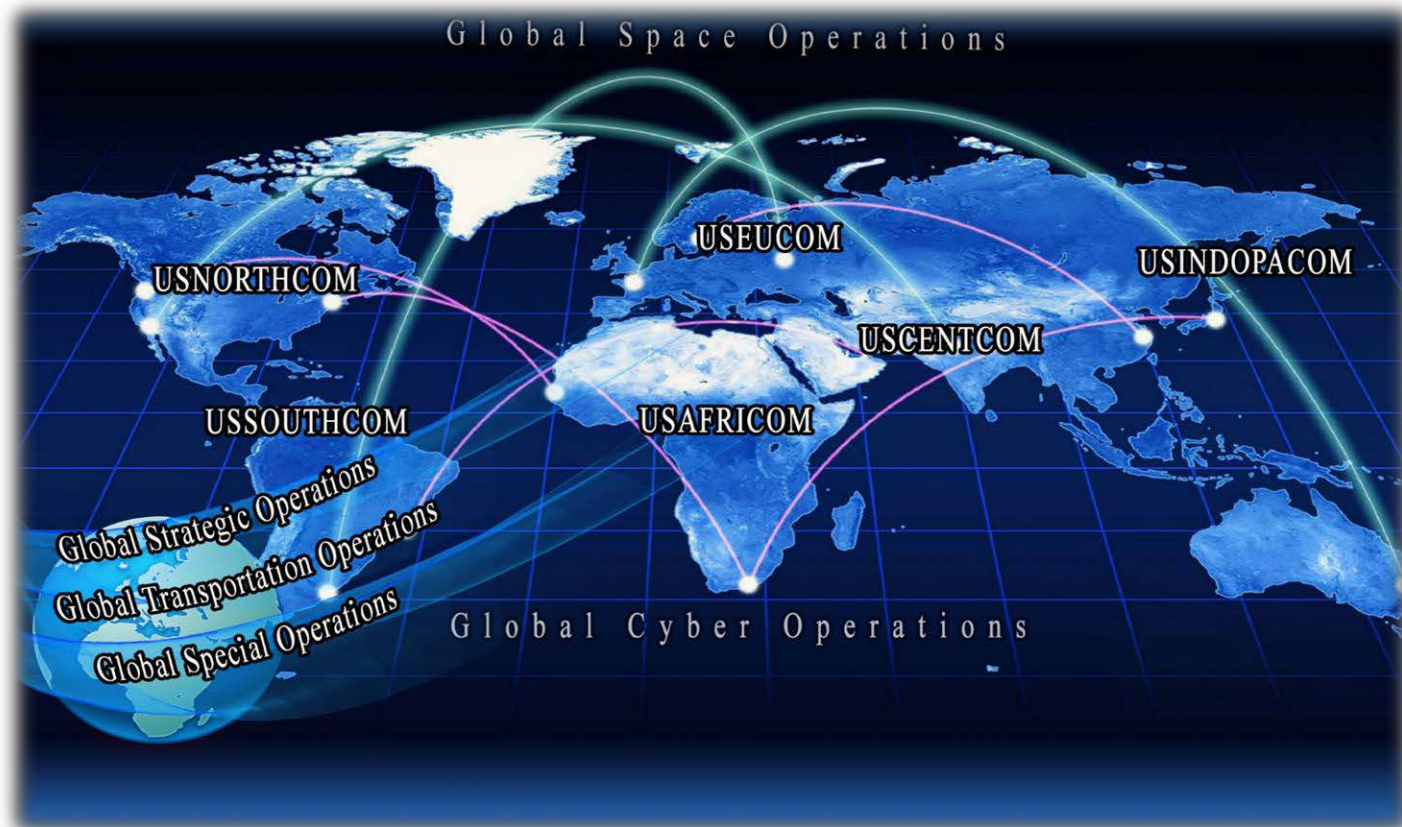 Global Space Operations
USEUCOM
USNORTHCOM
USINDOPACOM
USCENTCOM
USSOUTHCOM
USAFRICOM
Global Strategic Operations
Global Transportation Operations
Global Special Operations
Global Cyber Operations